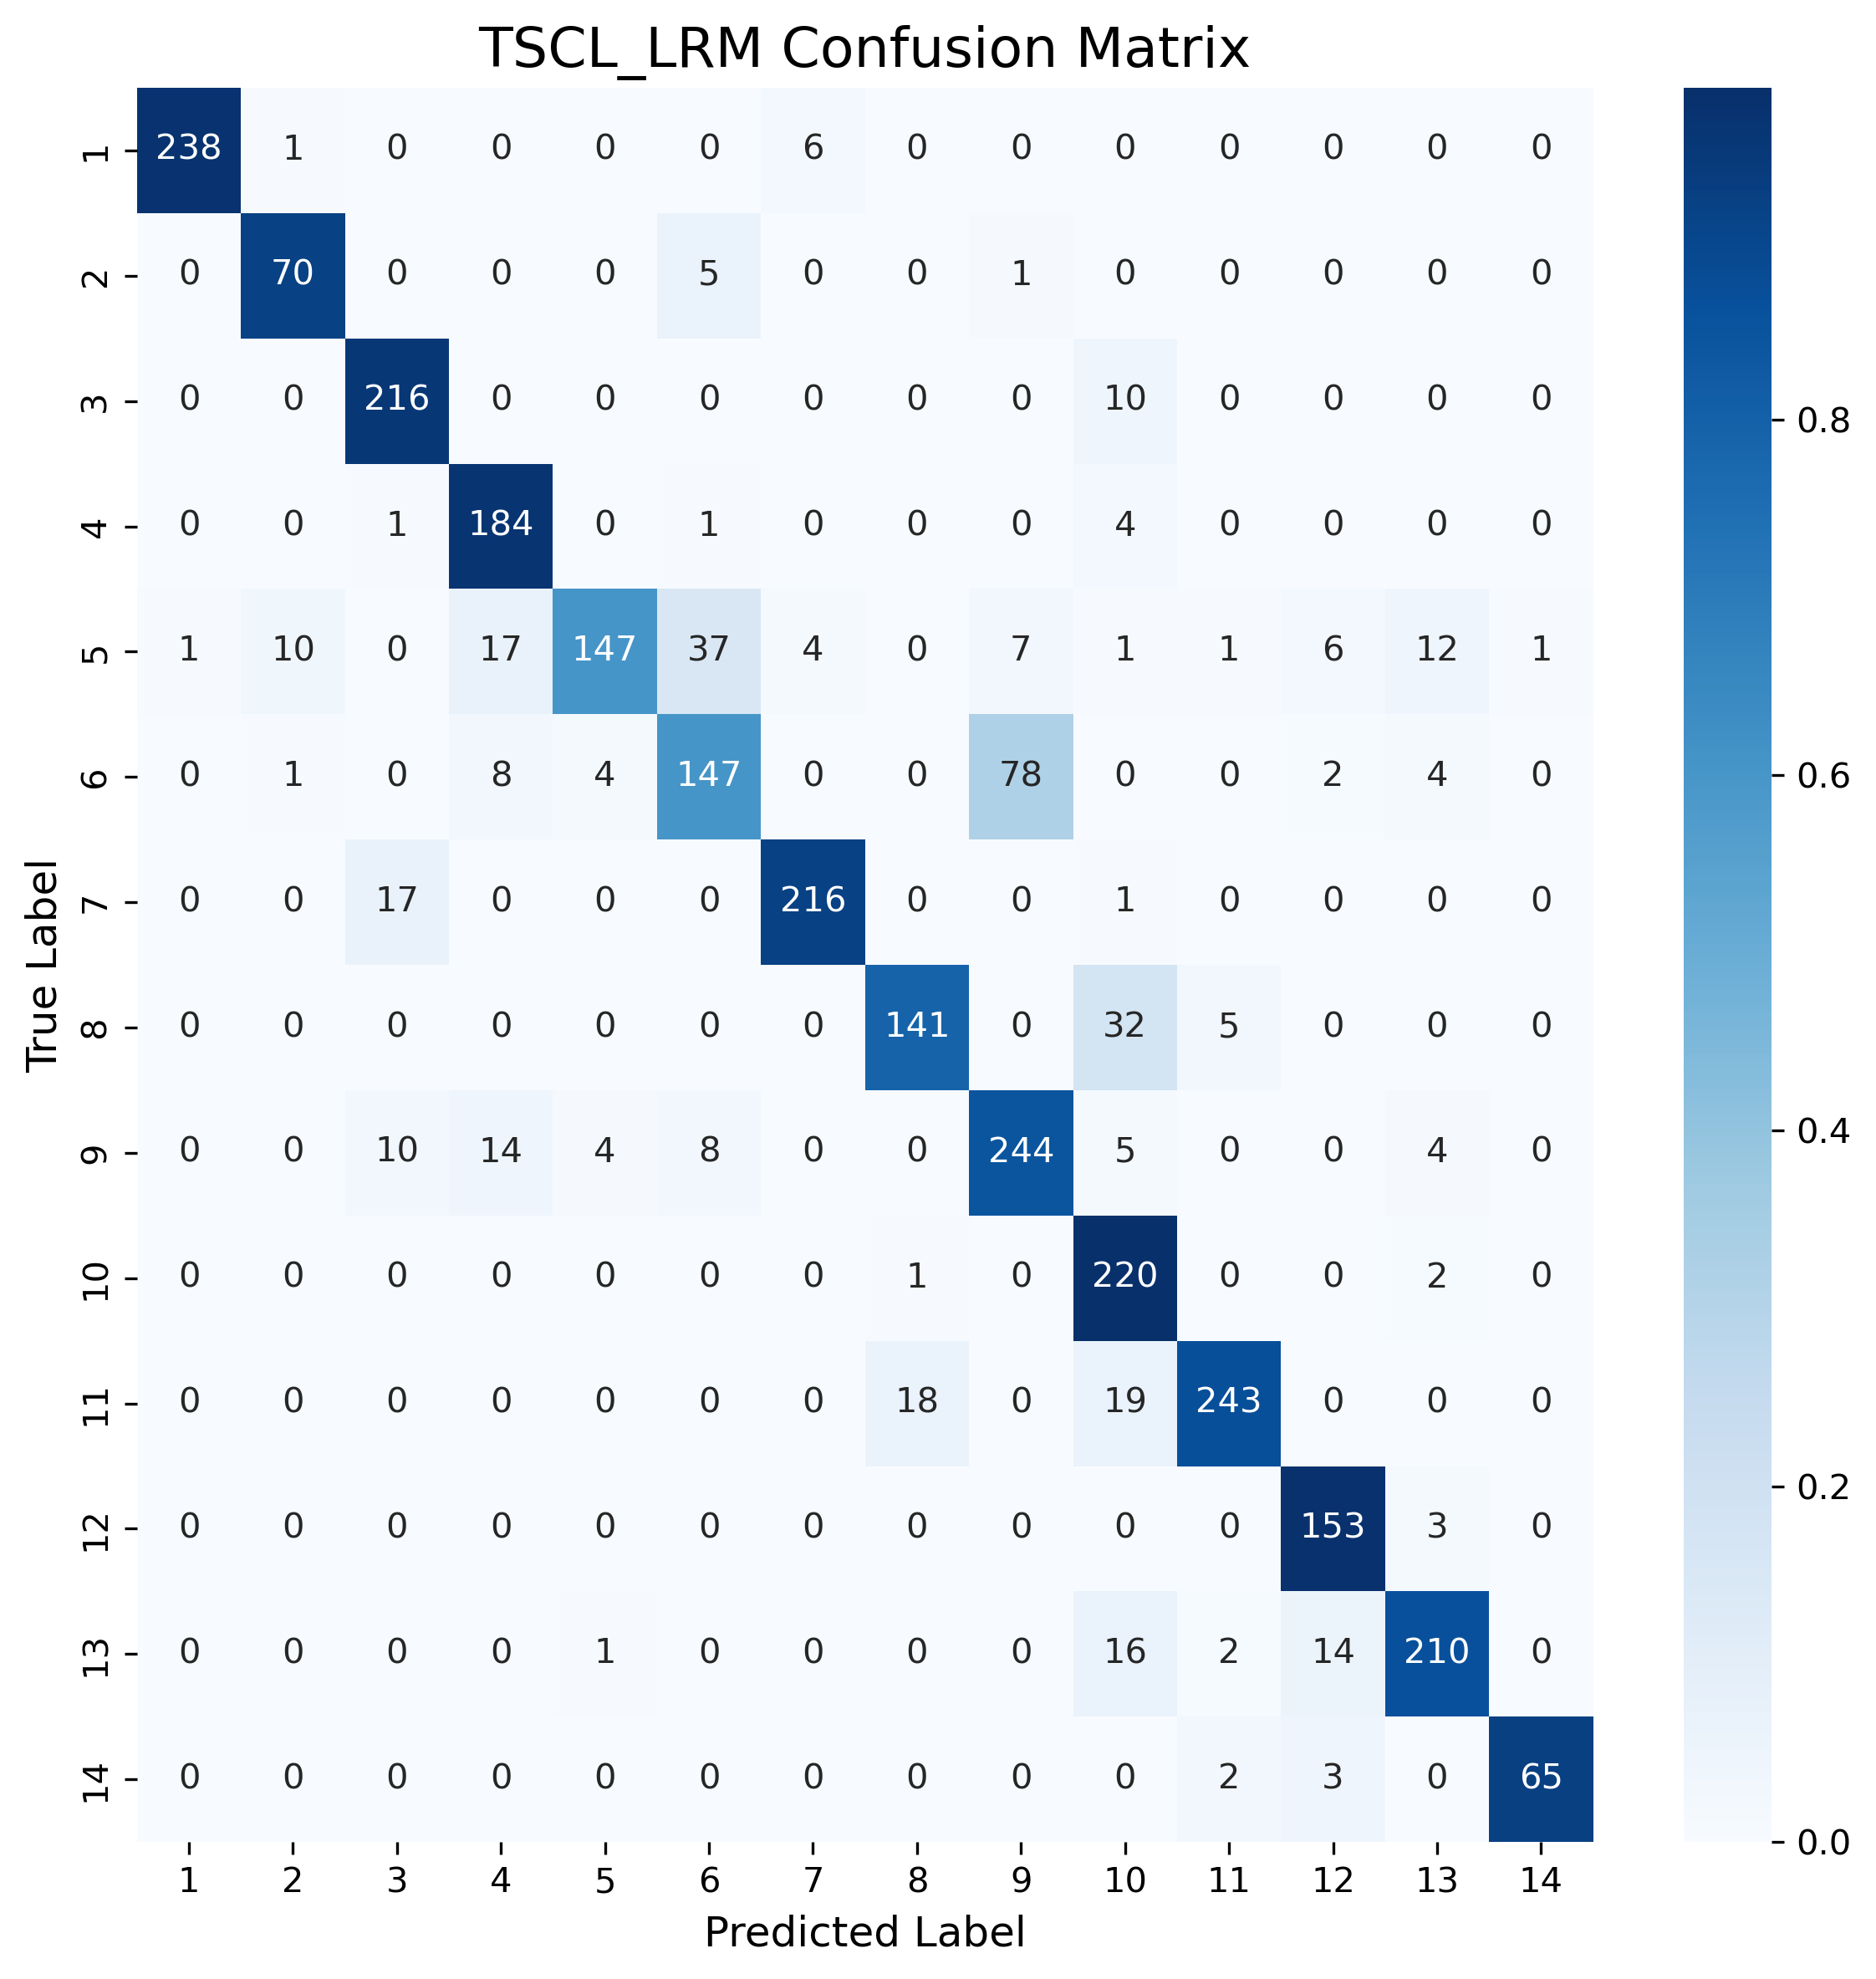 TSCL_LRM Confusion Matrix
1 238 1 0 0 0 0 6 0 0 0 0 0 0 0
2 0 70 0 0 0 5 0 0 1 0 0 0 0 0
3 0 0 216 0 0 0 0 0 0 10 0 0 0 0
0.8
4 0 0 1 184 0 1 0 0 0 4 0 0 0 0
5 1 10 0 17 147 37 4 0 7 1 1 6 12 1
6 0 1 0 8 4 147 0 0 78 0 0 2 4 0
0.6
7 0 0 17 0 0 0 216 0 0 1 0 0 0 0
True Label
8 0 0 0 0 0 0 0 141 0 32 5 0 0 0
0.4
9 0 0 10 14 4 8 0 0 244 5 0 0 4 0
10 0 0 0 0 0 0 0 1 0 220 0 0 2 0
11 0 0 0 0 0 0 0 18 0 19 243 0 0 0
0.2
12 0 0 0 0 0 0 0 0 0 0 0 153 3 0
13 0 0 0 0 1 0 0 0 0 16 2 14 210 0
14 0 0 0 0 0 0 0 0 0 0 2 3 0 65
0.0
1 2 3 4 5 6 7 8 9 10 11 12 13 14
Predicted Label